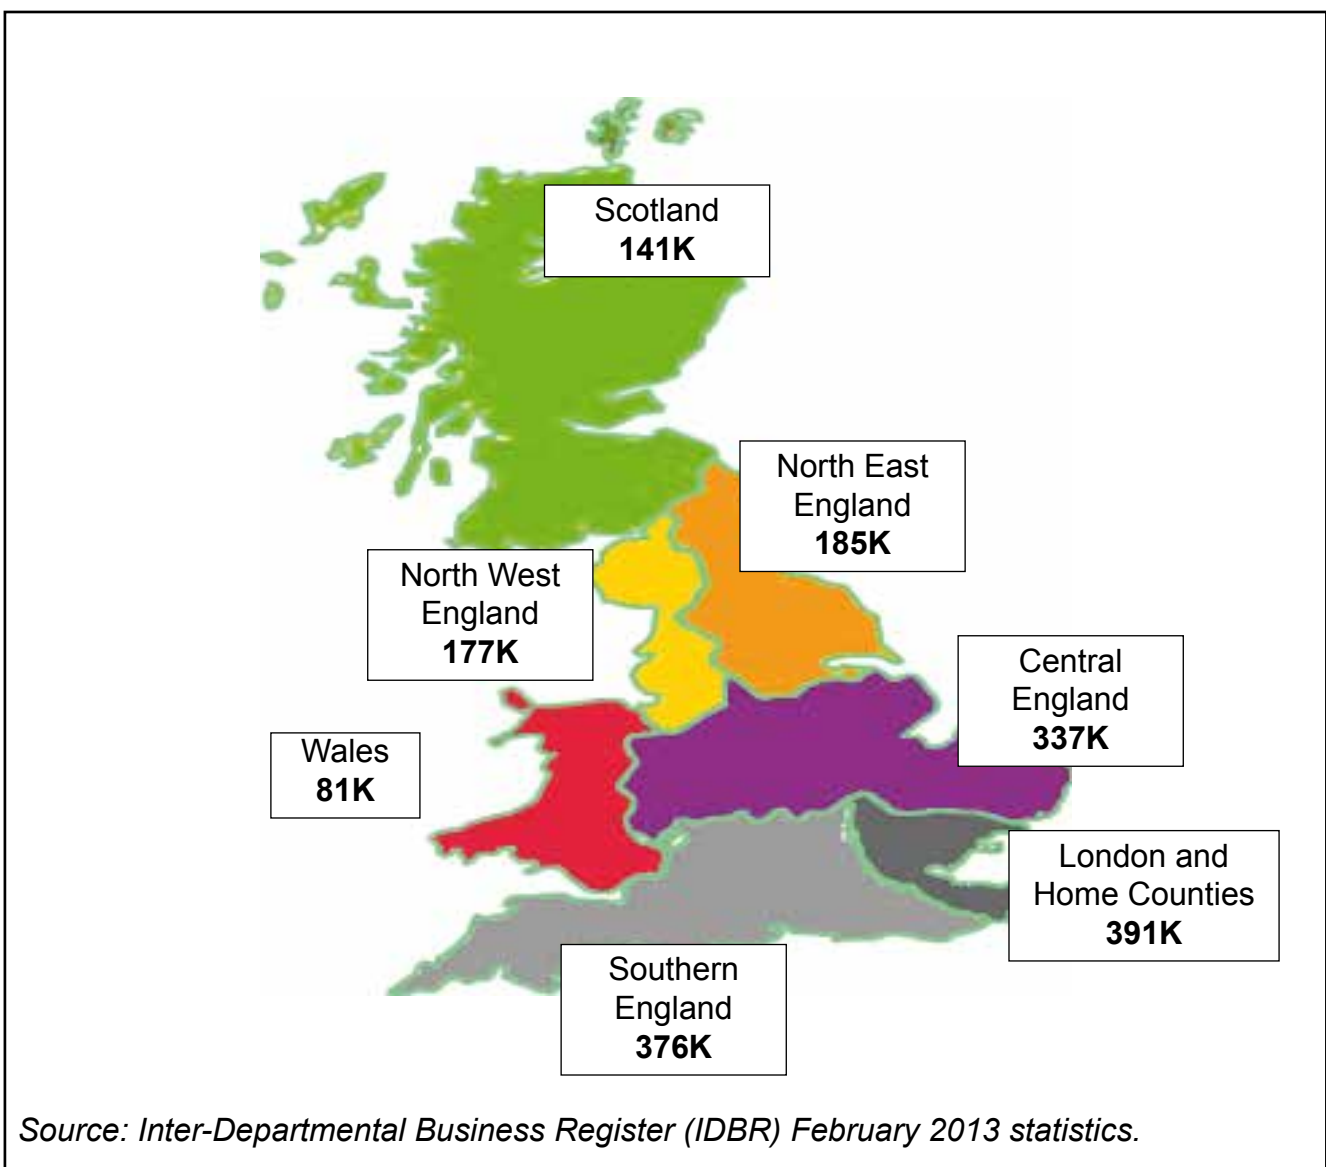 Scotland
141K
North East
England
185K
North West
England
177K
Central
England
337K
Wales
81K
London and
Home Counties
391K
Southern
England
376K
Source: Inter-Departmental Business Register (IDBR) February 2013 statistics.